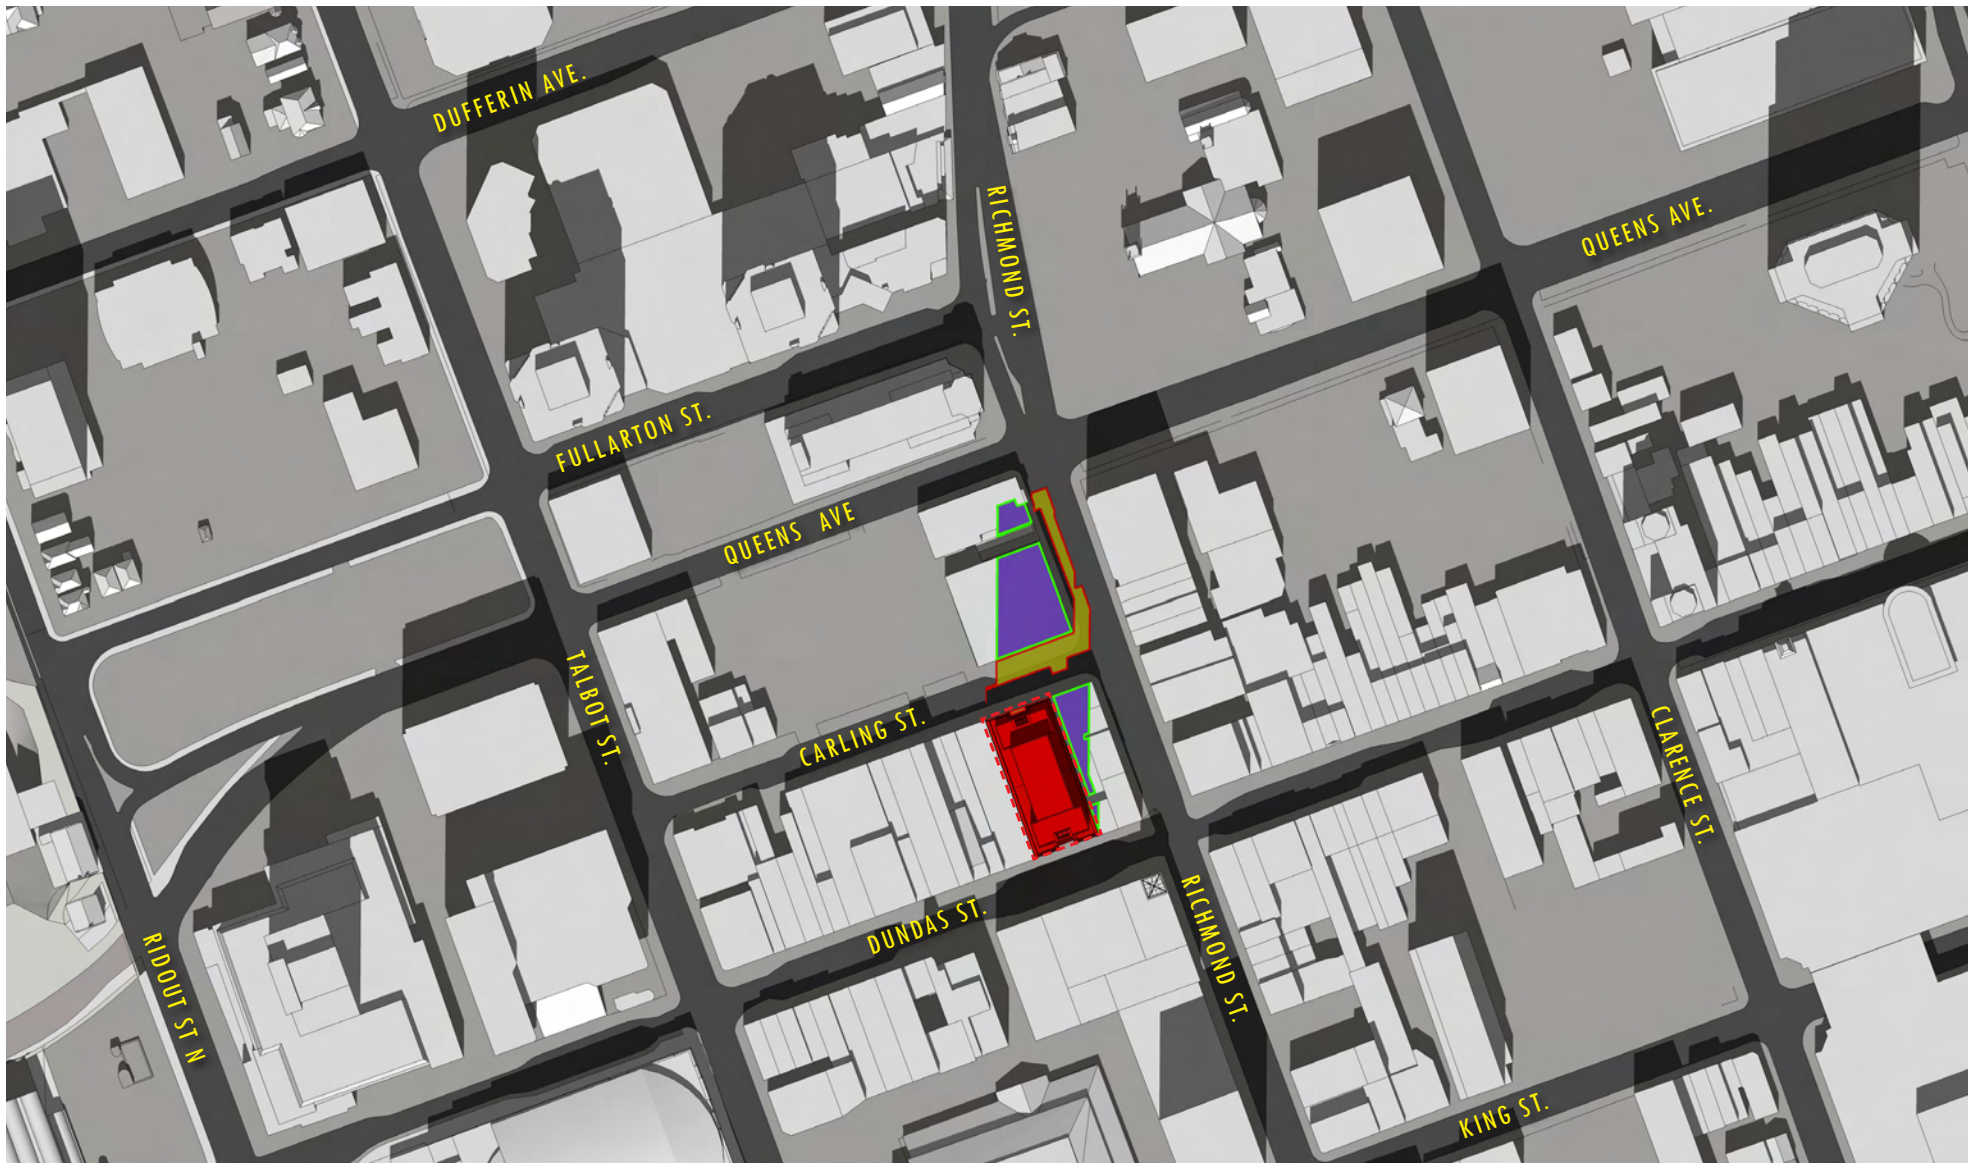 DUFFERIN AVE.
RICHMOND ST.
QUEENS AVE.
FULLARTON ST.
QUEENS AVE
TALBOT ST.
CARLING ST.
CLARENCE ST.
DUNDAS ST.
RICHMOND ST.
RIDOUT ST N
KING ST.